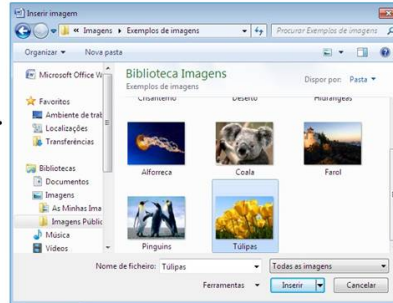 Inserir imagem
« Imagens ▸ Exemplos de imagens
Procurar Exemplos de imagens
Organizar ▾ Nova pasta
Microsoft Office W
Favoritos
Ambiente de trab
Localizações
Transferências
Bibliotecas
Documentos
Imagens
As Minhas Ima
Imagens Públic
Música
Vídeos
Biblioteca Imagens
Exemplos de imagens
Dispor por: Pasta ▾
Crisântemo Deserto Hidrângeas
Alforreca Coala Farol
Pinguins Túlipas
Nome de ficheiro: Túlipas
Todas as imagens
Ferramentas ▾ Inserir Cancelar